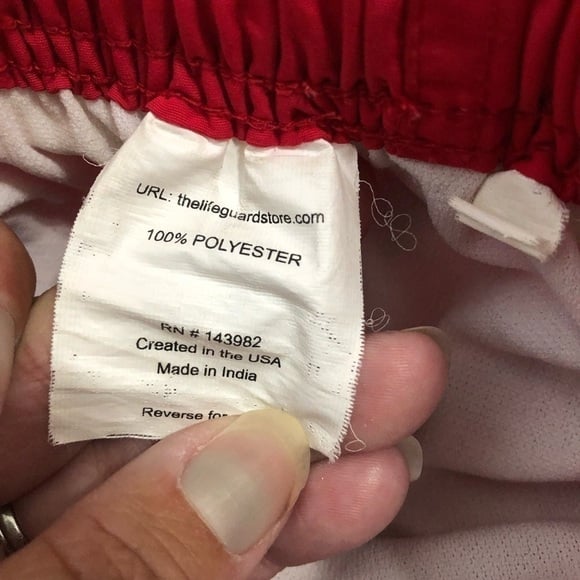 URL: thelifeguardstore.com
100% POLYESTER
RN # 143982
Created in the USA
Made in India
Reverse for